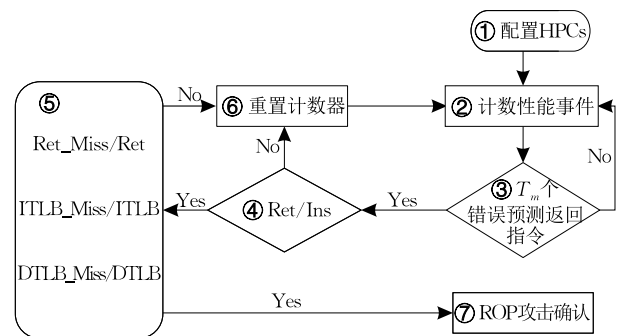 ① 配置HPCs
⑤
No
⑥ 重置计数器
② 计数性能事件
Ret_Miss/Ret
No
No
③ Tm个
错误预测返回
指令
Yes
Yes
ITLB_Miss/ITLB
④ Ret/Ins
DTLB_Miss/DTLB
Yes
⑦ ROP攻击确认